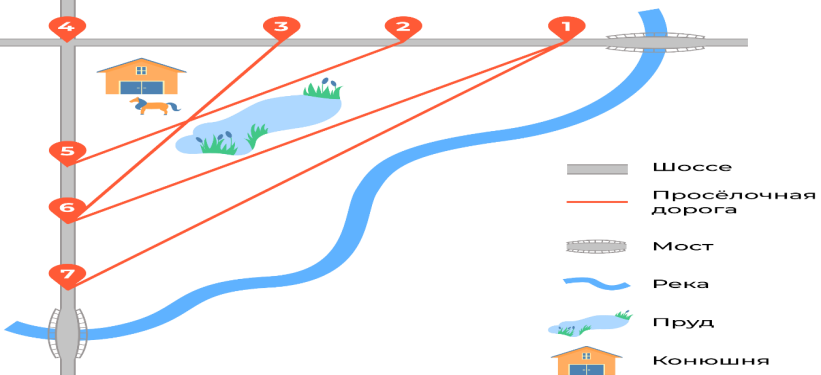 4 3 2 1
5
6
7
Шоссе
Просёлочная
дорога
Мост
Река
Пруд
Конюшня